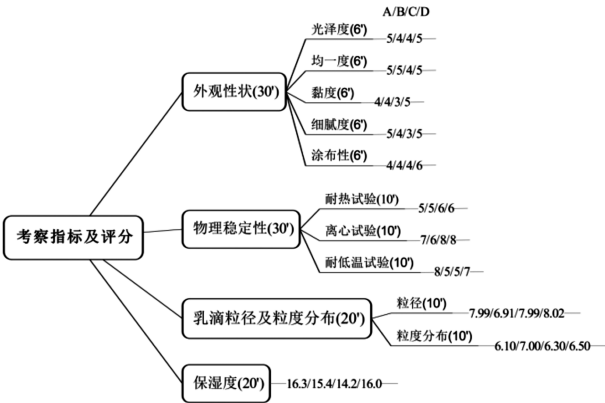 A/B/C/D
光泽度(6') 5/4/4/5
均一度(6') 5/5/4/5
外观性状(30')
黏度(6') 4/4/3/5
细腻度(6') 5/4/3/5
涂布性(6') 4/4/4/6
耐热试验(10') 5/5/6/6
考察指标及评分
物理稳定性(30')
离心试验(10') 7/6/8/8
耐低温试验(10') 8/5/5/7
粒径(10') 7.99/6.91/7.99/8.02
乳滴粒径及粒度分布(20')
粒度分布(10') 6.10/7.00/6.30/6.50
保湿度(20') 16.3/15.4/14.2/16.0